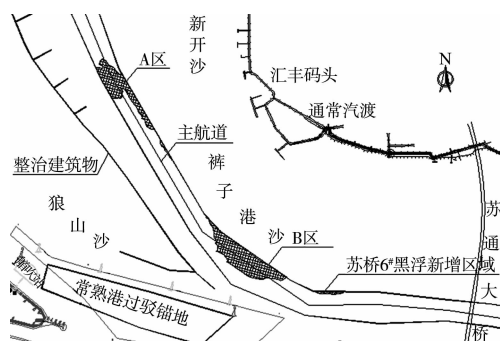 新开沙
A区
N
汇丰码头
通常汽渡
主航道
裤子港沙
整治建筑物
狼山沙
B区
苏桥6#黑浮新增区域
苏通大桥
常熟港过驳锚地